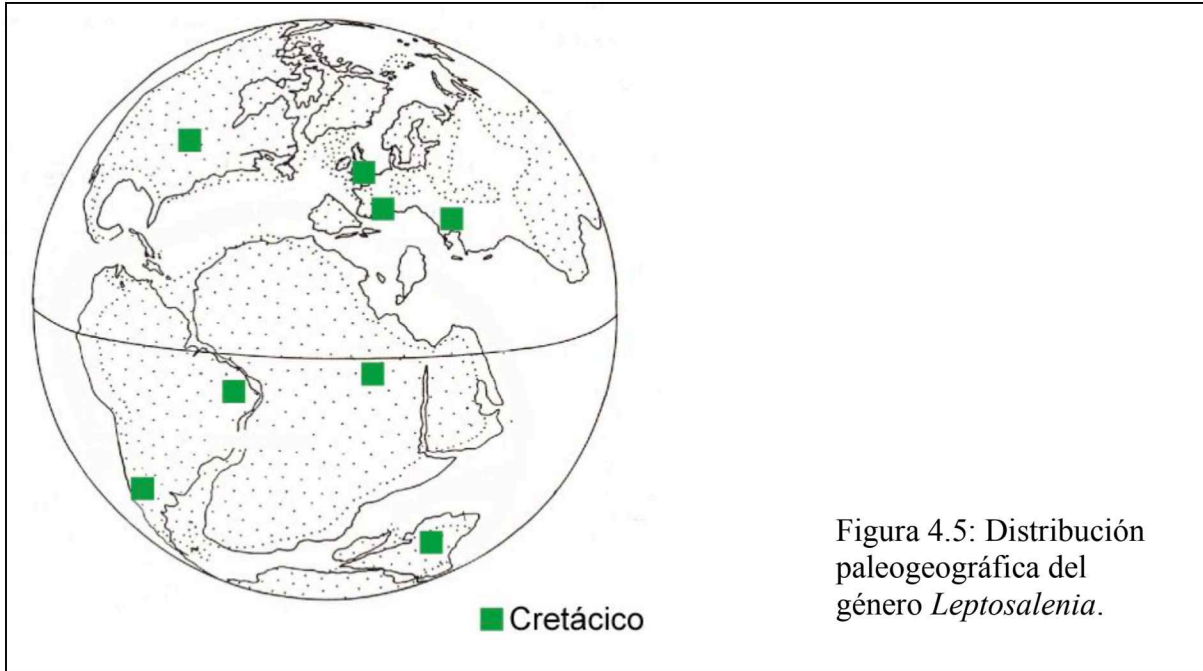 Cretácico
Figura 4.5: Distribución
paleogeográfica del
género Leptosalenia.